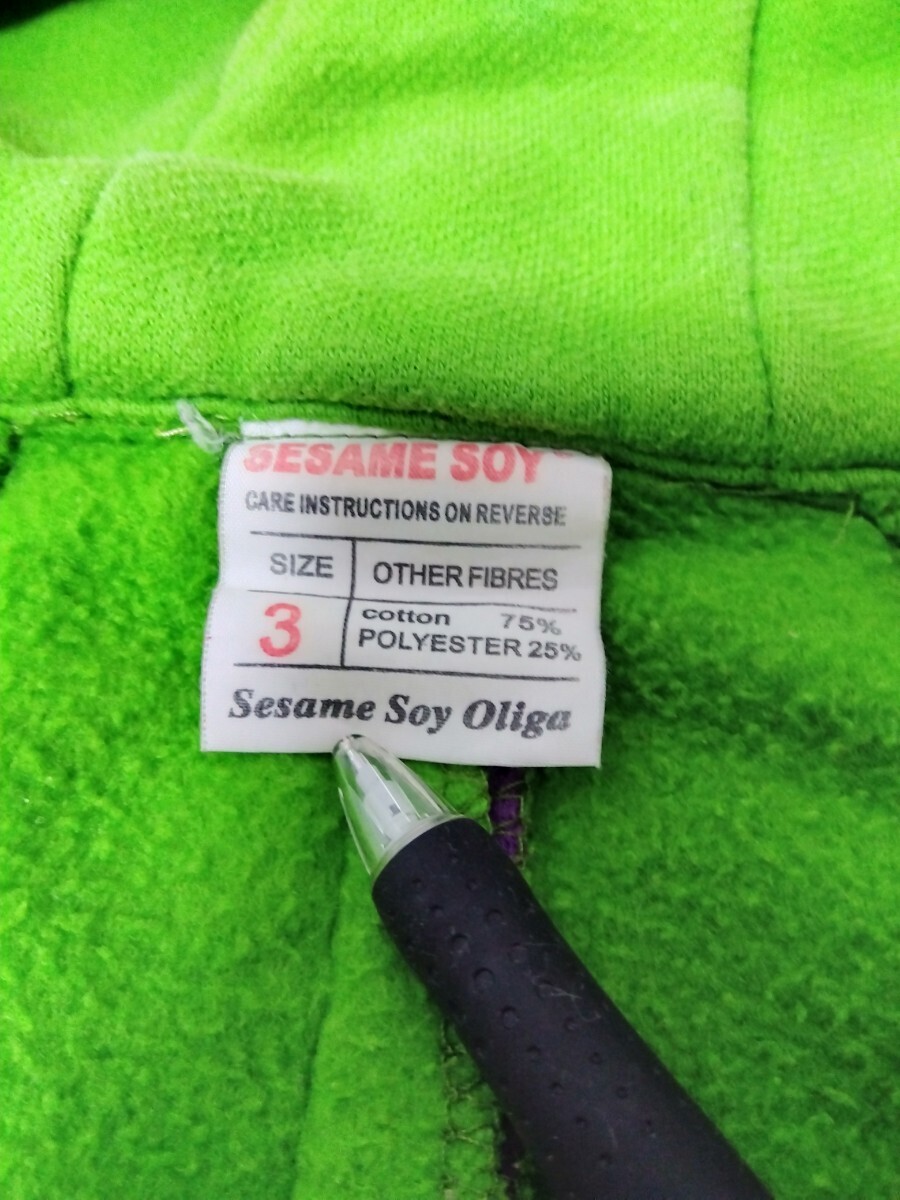 SESAME SOY
CARE INSTRUCTIONS ON REVERSE
SIZE
OTHER FIBRES
3
cotton 75%
POLYESTER 25%
Sesame Soy Oliga